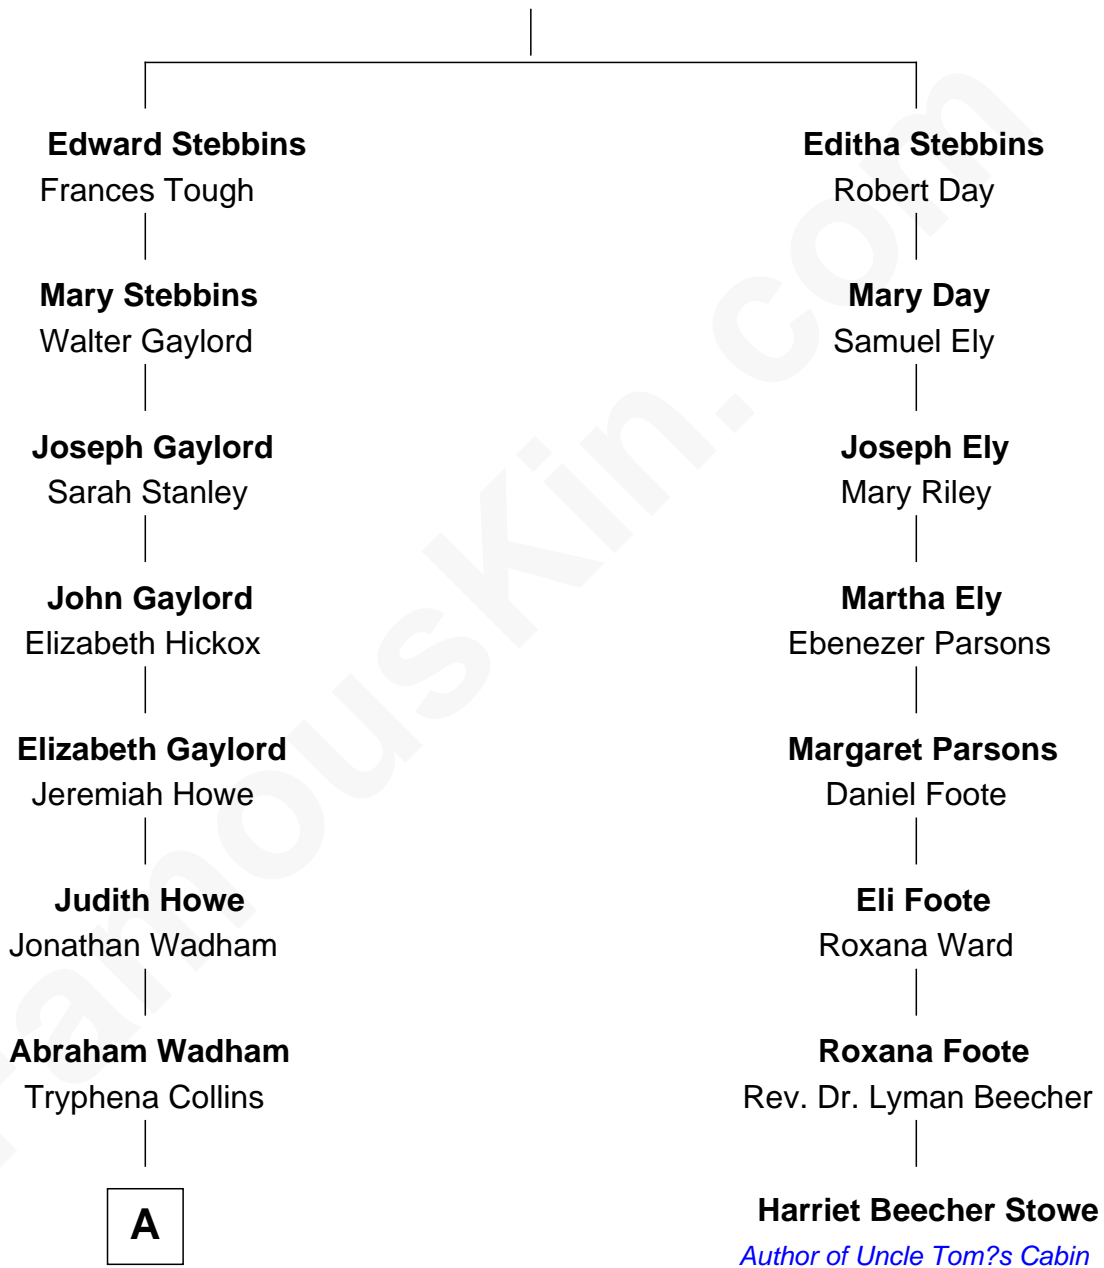 Edward Stebbins
Frances Tough
Mary Stebbins
Walter Gaylord
Joseph Gaylord
Sarah Stanley
John Gaylord
Elizabeth Hickox
Elizabeth Gaylord
Jeremiah Howe
Judith Howe
Jonathan Wadham
Abraham Wadham
Tryphena Collins
A
Editha Stebbins
Robert Day
Mary Day
Samuel Ely
Joseph Ely
Mary Riley
Martha Ely
Ebenezer Parsons
Margaret Parsons
Daniel Foote
Eli Foote
Roxana Ward
Roxana Foote
Rev. Dr. Lyman Beecher
Harriet Beecher Stowe
Author of Uncle Tom?s Cabin
FamousKin.com